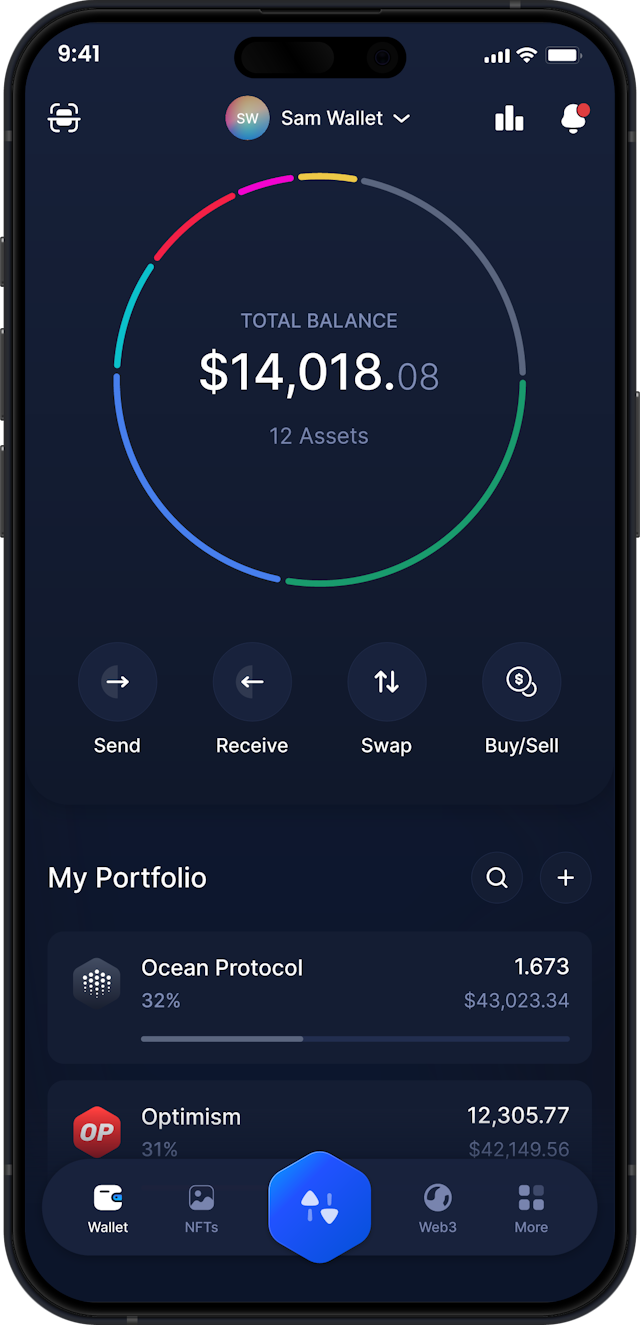 9:41
SW Sam Wallet
TOTAL BALANCE
$14,018.08
12 Assets
Send Receive Swap Buy/Sell
My Portfolio
Ocean Protocol 1.673
32% $43,023.34
OP Optimism 12,305.77
31% $42,149.56
Wallet NFTs Web3 More